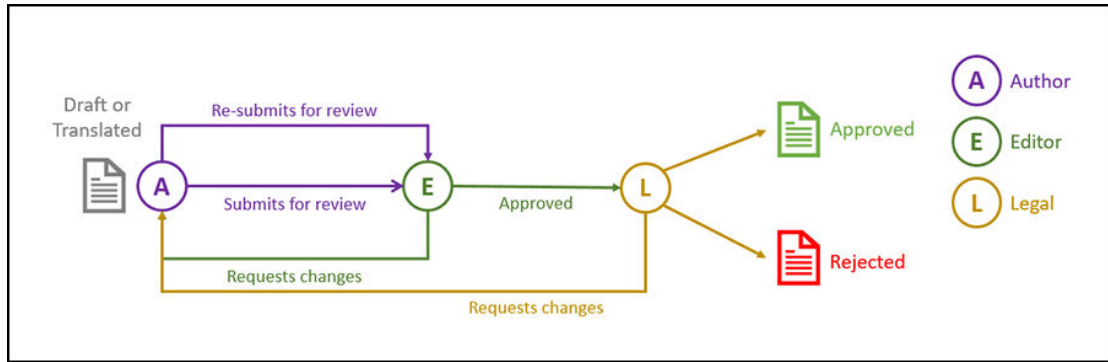 Draft or
Translated
Re-submits for review
A
Submits for review
E
Approved
L
Requests changes
Requests changes
Approved
Rejected
A Author
E Editor
L Legal